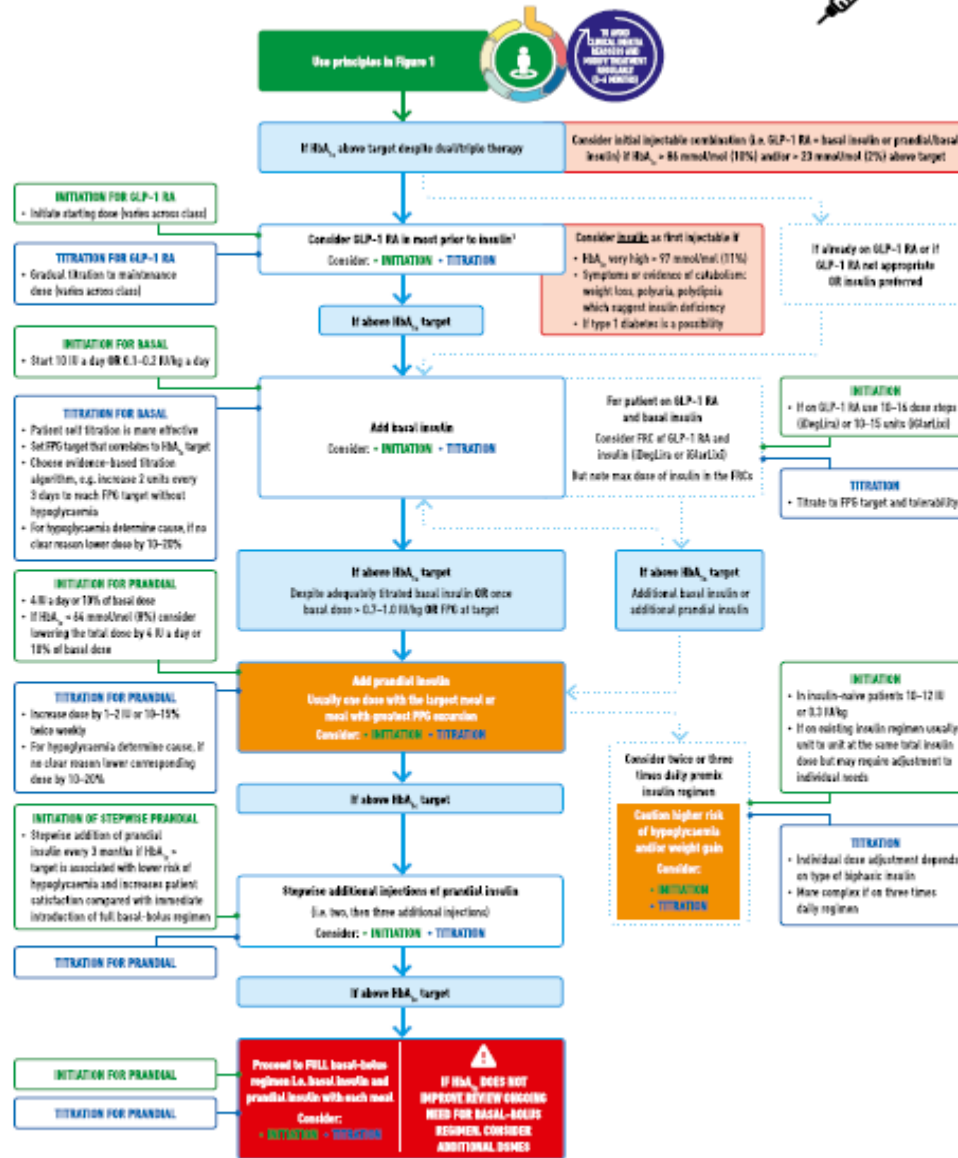 Use principles in Figure 1
TO AVOID
CLINICAL INERTIA
REASSESS AND
MODIFY TREATMENT
REGULARLY
(3–6 MONTHS)
If HbA1c above target despite dual/triple therapy
Consider initial injectable combination (i.e. GLP-1 RA + basal insulin or prandial/basal
insulin) if HbA1c > 86 mmol/mol (10%) and/or > 23 mmol/mol (2%) above target
INITIATION FOR GLP-1 RA
• Initiate starting dose (varies across class)
TITRATION FOR GLP-1 RA
• Gradual titration to maintenance
dose (varies across class)
Consider GLP-1 RA in most prior to insulin¹
Consider: • INITIATION • TITRATION
Consider insulin as first injectable if
• HbA1c very high > 97 mmol/mol (11%)
• Symptoms or evidence of catabolism:
weight loss, polyuria, polydipsia
which suggest insulin deficiency
• If type 1 diabetes is a possibility
If already on GLP-1 RA or if
GLP-1 RA not appropriate
OR insulin preferred
If above HbA1c target
INITIATION FOR BASAL
• Start 10 IU a day OR 0.1–0.2 IU/kg a day
TITRATION FOR BASAL
• Patient self titration is more effective
• Set FPG target that correlates to HbA1c target
• Choose evidence-based titration
algorithm, e.g. increase 2 units every
3 days to reach FPG target without
hypoglycaemia
• For hypoglycaemia determine cause, if no
clear reason lower dose by 10–20%
Add basal insulin
Consider: • INITIATION • TITRATION
For patient on GLP-1 RA
and basal insulin
Consider FRC of GLP-1 RA and
insulin (iDegLira or iGlarLixi)
But note max dose of insulin in the FRCs
INITIATION
• If on GLP-1 RA use 10–16 dose steps
(iDegLira) or 10–15 units (iGlarLixi)
TITRATION
• Titrate to FPG target and tolerability
If above HbA1c target
Despite adequately titrated basal insulin OR once
basal dose > 0.7–1.0 IU/kg OR FPG at target
If above HbA1c target
Additional basal insulin or
additional prandial insulin
INITIATION FOR PRANDIAL
• 4 IU a day or 10% of basal dose
• If HbA1c < 64 mmol/mol (8%) consider
lowering the total dose by 4 IU a day or
10% of basal dose
TITRATION FOR PRANDIAL
• Increase dose by 1–2 IU or 10–15%
twice weekly
• For hypoglycaemia determine cause, if
no clear reason lower corresponding
dose by 10–20%
Add prandial insulin
Usually one dose with the largest meal or
meal with greatest PPG excursion
Consider: • INITIATION • TITRATION
INITIATION
• In insulin-naive patients 10–12 IU
or 0.3 IU/kg
• If on existing insulin regimen usually
unit to unit at the same total insulin
dose but may require adjustment to
individual needs
Consider twice or three
times daily premix
insulin regimen
Caution higher risk
of hypoglycaemia
and/or weight gain
Consider:
• INITIATION
• TITRATION
TITRATION
• Individual dose adjustment depends
on type of biphasic insulin
• More complex if on three times
daily regimen
If above HbA1c target
INITIATION OF STEPWISE PRANDIAL
• Stepwise addition of prandial
insulin every 3 months if HbA1c >
target is associated with lower risk of
hypoglycaemia and increases patient
satisfaction compared with immediate
introduction of full basal-bolus regimen
TITRATION FOR PRANDIAL
Stepwise additional injections of prandial insulin
(i.e. two, then three additional injections)
Consider: • INITIATION • TITRATION
If above HbA1c target
INITIATION FOR PRANDIAL
TITRATION FOR PRANDIAL
Proceed to FULL basal-bolus
regimen i.e. basal insulin and
prandial insulin with each meal
Consider:
• INITIATION • TITRATION
IF HbA1c DOES NOT
IMPROVE REVIEW ONGOING
NEED FOR BASAL-BOLUS
REGIMEN. CONSIDER
ADDITIONAL DSMES